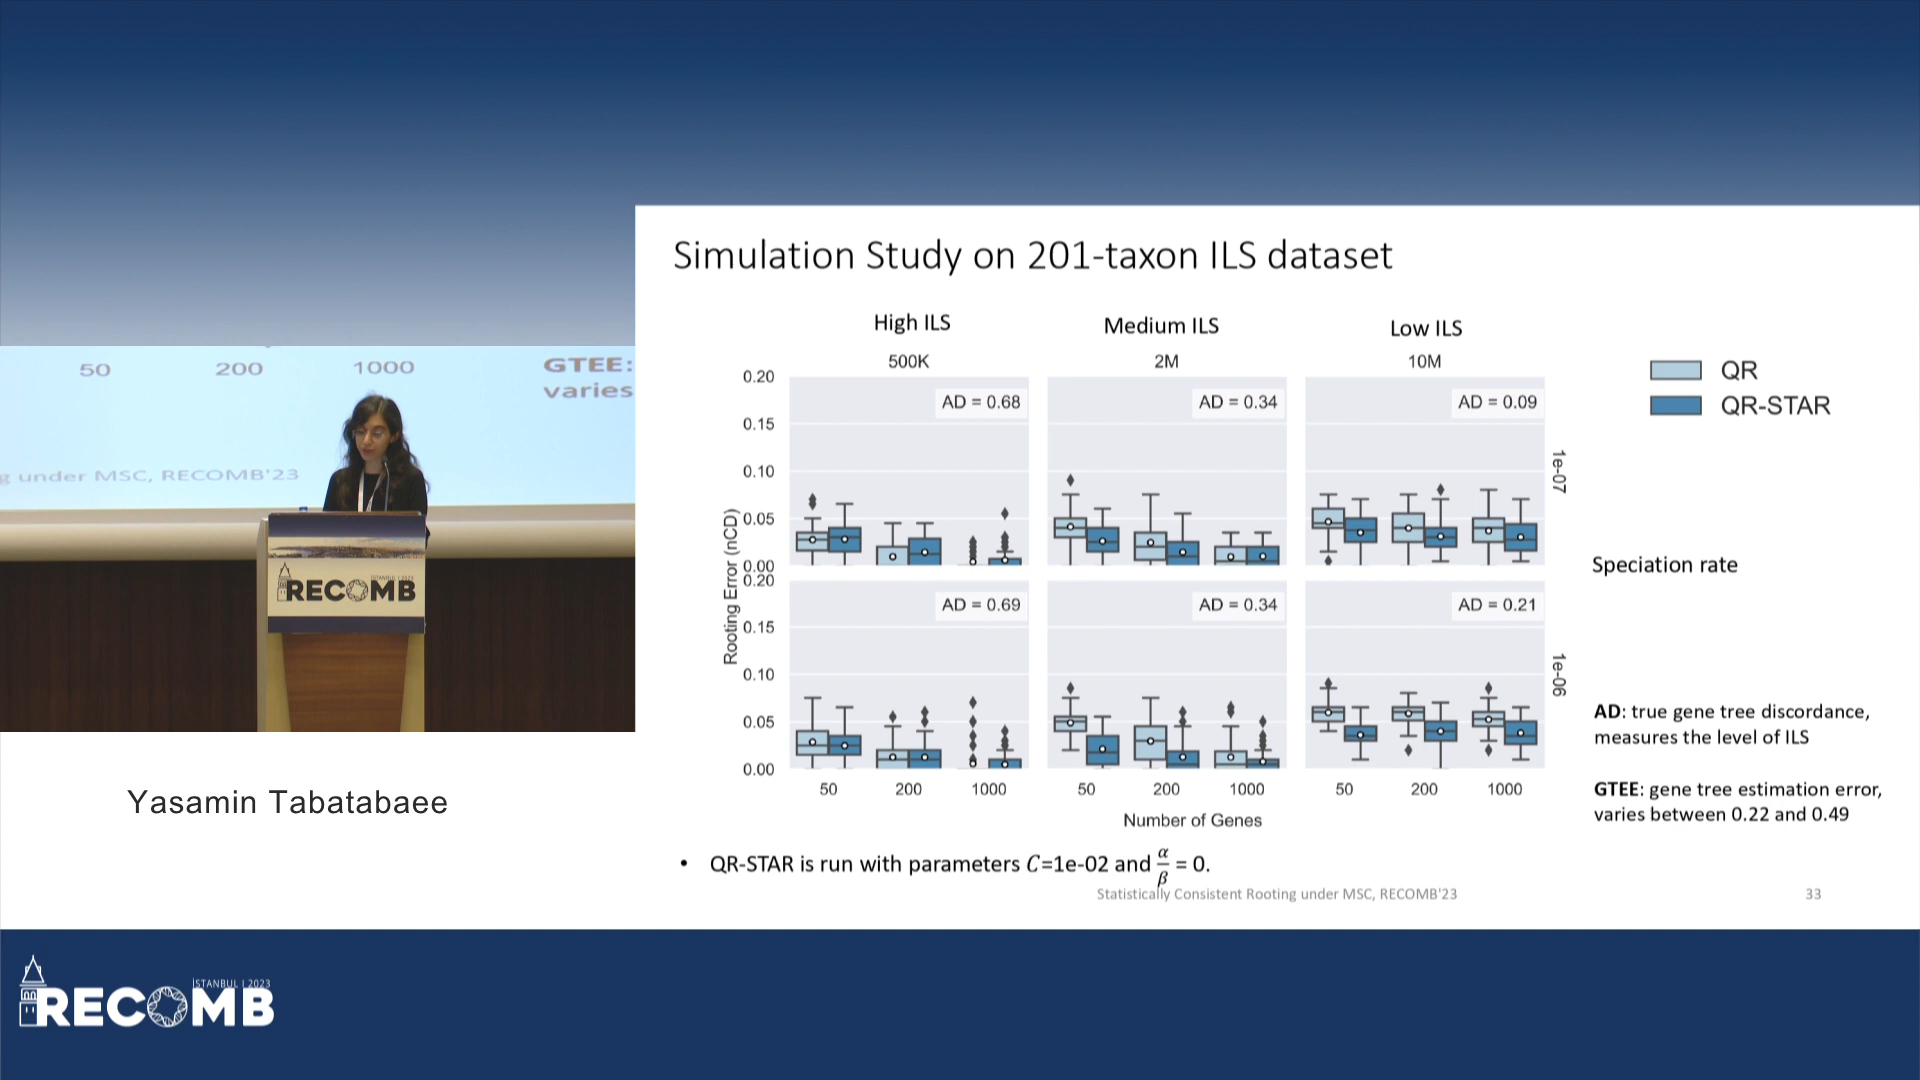 Simulation Study on 201-taxon ILS dataset
High ILS
Medium ILS
Low ILS
500K
2M
10M
QR
QR-STAR
Rooting Error (nCD)
0.20
0.15
0.10
0.05
0.00
AD = 0.68
AD = 0.34
AD = 0.09
1e-07
Speciation rate
0.20
0.15
0.10
0.05
0.00
AD = 0.69
AD = 0.34
AD = 0.21
1e-06
50 200 1000
50 200 1000
50 200 1000
Number of Genes
AD: true gene tree discordance,
measures the level of ILS
GTEE: gene tree estimation error,
varies between 0.22 and 0.49
• QR-STAR is run with parameters C=1e-02 and α/β = 0.
Statistically Consistent Rooting under MSC, RECOMB'23
33
50 200 1000
GTEE:
varies
g under MSC, RECOMB'23
İSTANBUL | 2023
RECOMB
Yasamin Tabatabaee
İSTANBUL | 2023
RECOMB